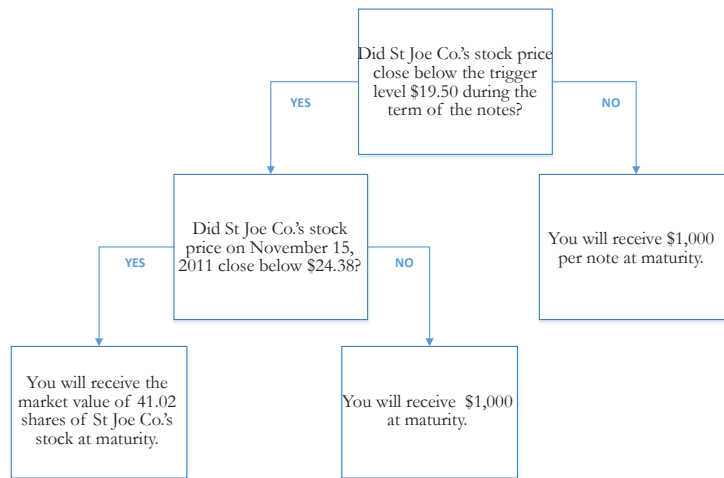 Did St Joe Co.'s stock price
close below the trigger
level $19.50 during the
term of the notes?
YES
NO
Did St Joe Co.'s stock
price on November 15,
2011 close below $24.38?
You will receive $1,000
per note at maturity.
YES
NO
You will receive the
market value of 41.02
shares of St Joe Co.'s
stock at maturity.
You will receive $1,000
at maturity.